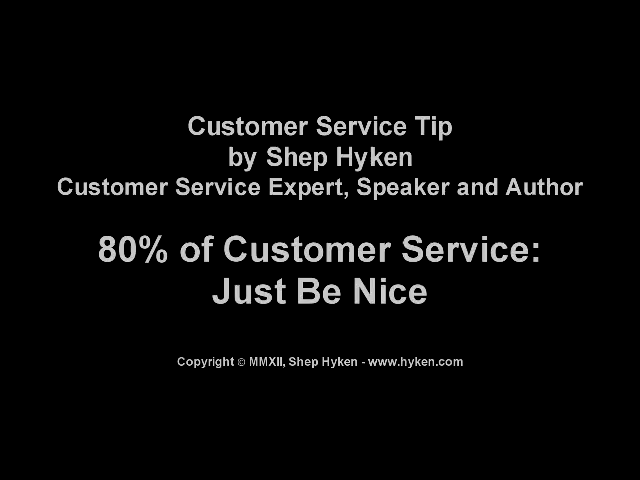 Customer Service Tip
by Shep Hyken
Customer Service Expert, Speaker and Author
80% of Customer Service:
Just Be Nice
Copyright © MMXII, Shep Hyken - www.hyken.com